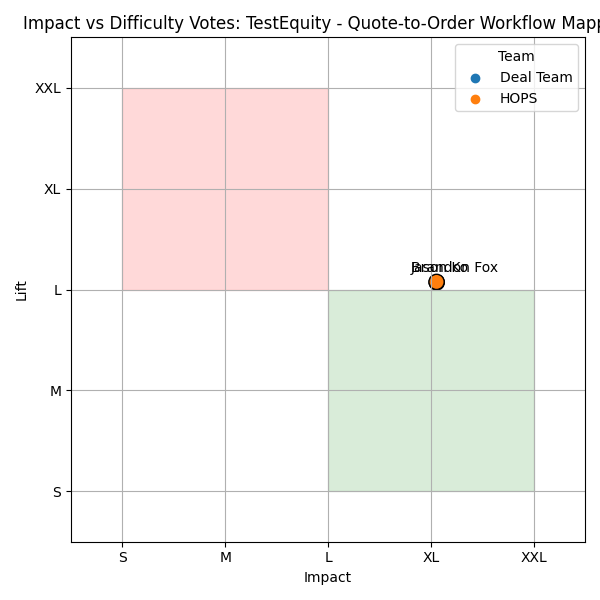 Impact vs Difficulty Votes: TestEquity - Quote-to-Order Workflow Mapp
Team
Deal Team
HOPS
XXL
XL
L
M
S
Lift
Fox
S
M
L
XL
XXL
Impact